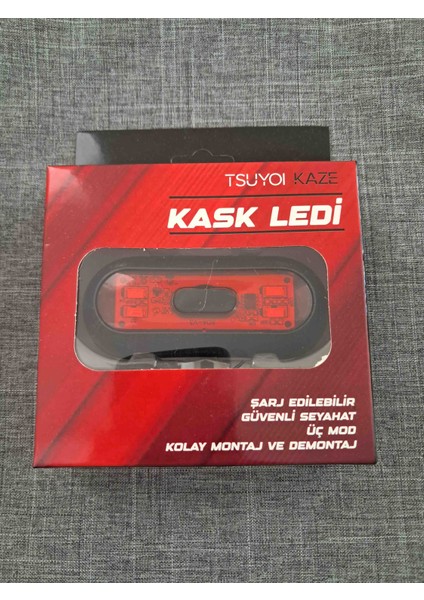 TSUYOI KAZE
KASK LEDİ
ŞARJ EDİLEBİLİR
GÜVENLİ SEYAHAT
ÜÇ MOD
KOLAY MONTAJ VE DEMONTAJ